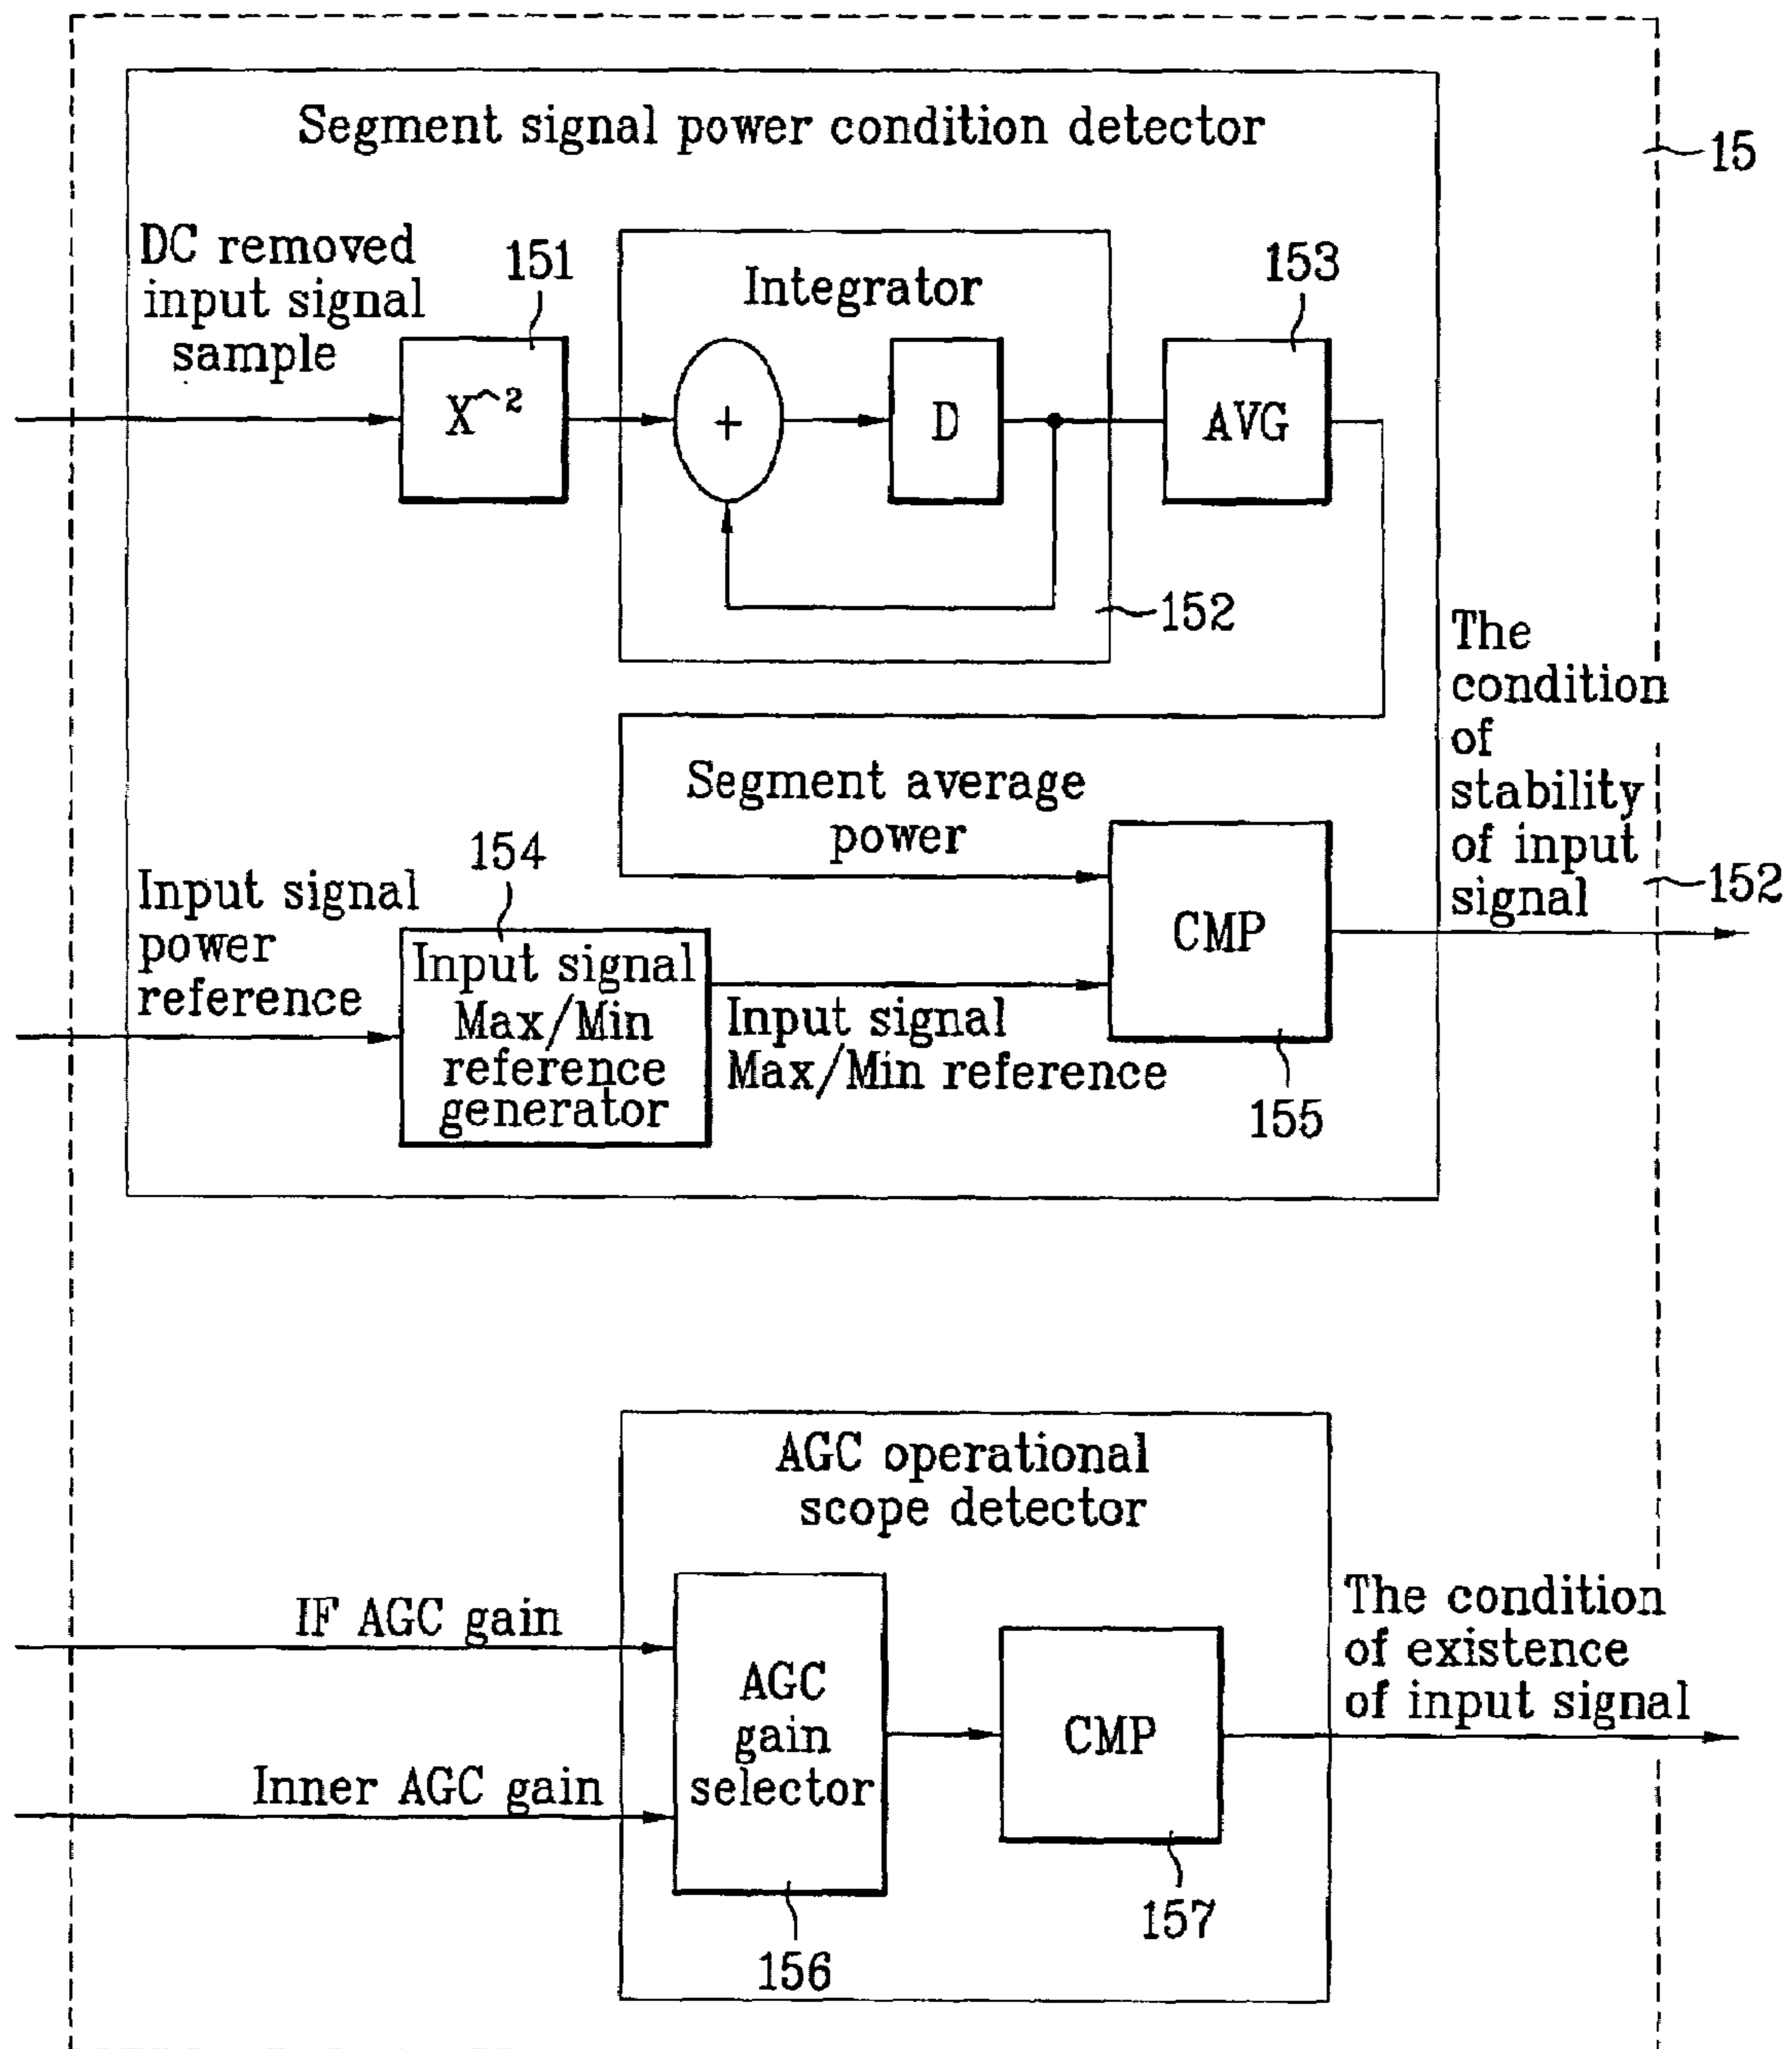 Segment signal power condition detector
15
DC removed
input signal
sample
151
X^2
Integrator
+
D
152
153
AVG
The
condition
of
stability
of input
signal
152
Segment average
power
Input signal
power
reference
154
Input signal
Max/Min
reference
generator
Input signal
Max/Min reference
CMP
155
AGC operational
scope detector
IF AGC gain
Inner AGC gain
AGC
gain
selector
156
CMP
157
The condition
of existence
of input signal